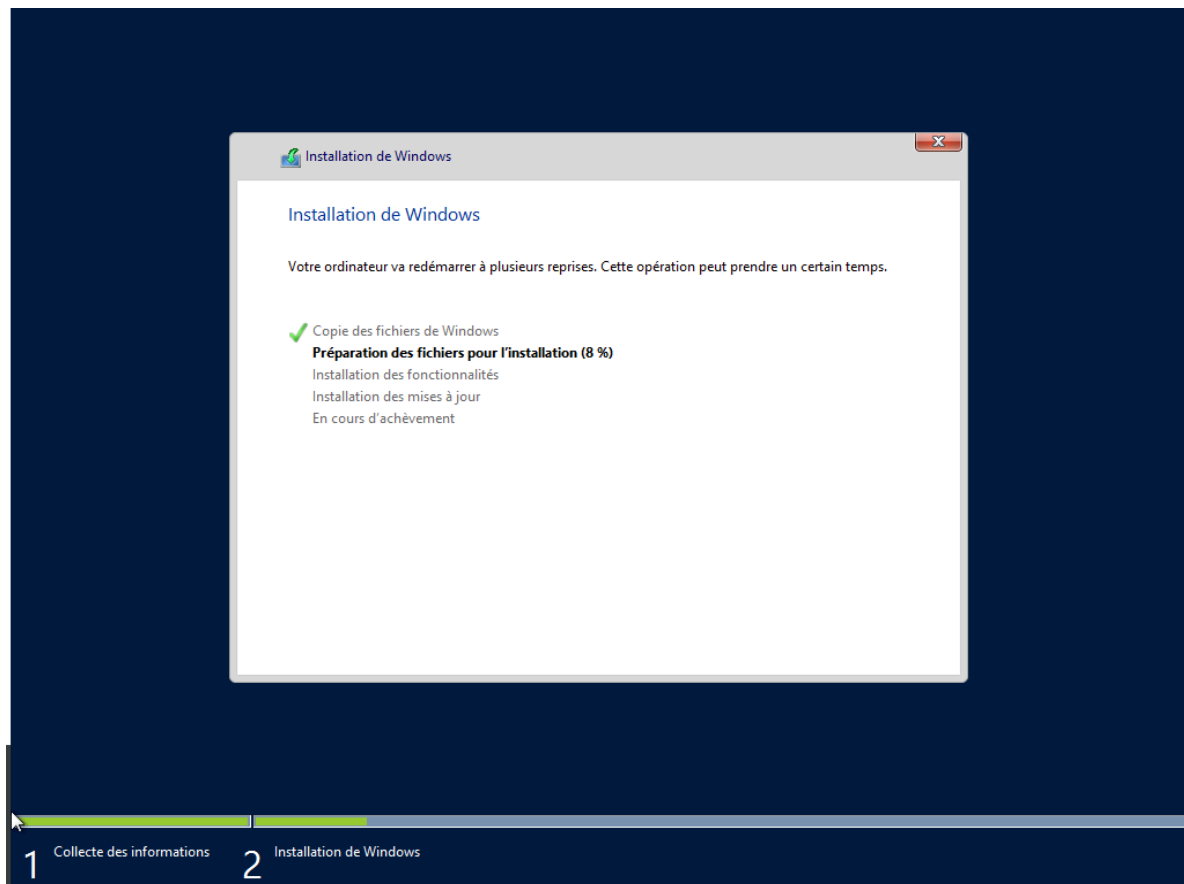 Installation de Windows
Installation de Windows
Votre ordinateur va redémarrer à plusieurs reprises. Cette opération peut prendre un certain temps.
Copie des fichiers de Windows
Préparation des fichiers pour l'installation (8 %)
Installation des fonctionnalités
Installation des mises à jour
En cours d'achèvement
1 Collecte des informations 2 Installation de Windows